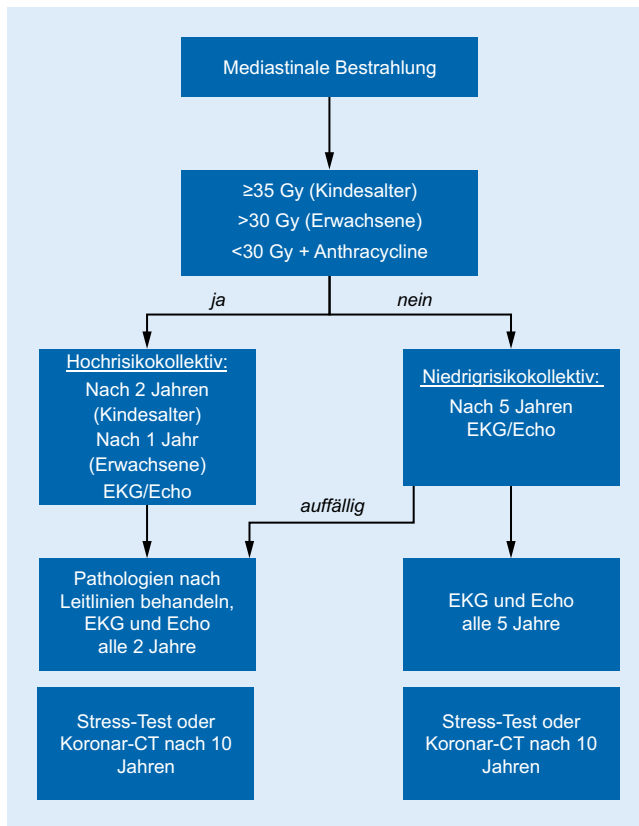 Mediastinale Bestrahlung
≥35 Gy (Kindesalter)
>30 Gy (Erwachsene)
<30 Gy + Anthracycline
ja
nein
Hochrisikokollektiv:
Nach 2 Jahren
(Kindesalter)
Nach 1 Jahr
(Erwachsene)
EKG/Echo
Niedrigrisikokollektiv:
Nach 5 Jahren
EKG/Echo
auffällig
Pathologien nach
Leitlinien behandeln,
EKG und Echo
alle 2 Jahre
EKG und Echo
alle 5 Jahre
Stress-Test oder
Koronar-CT nach 10
Jahren
Stress-Test oder
Koronar-CT nach 10
Jahren